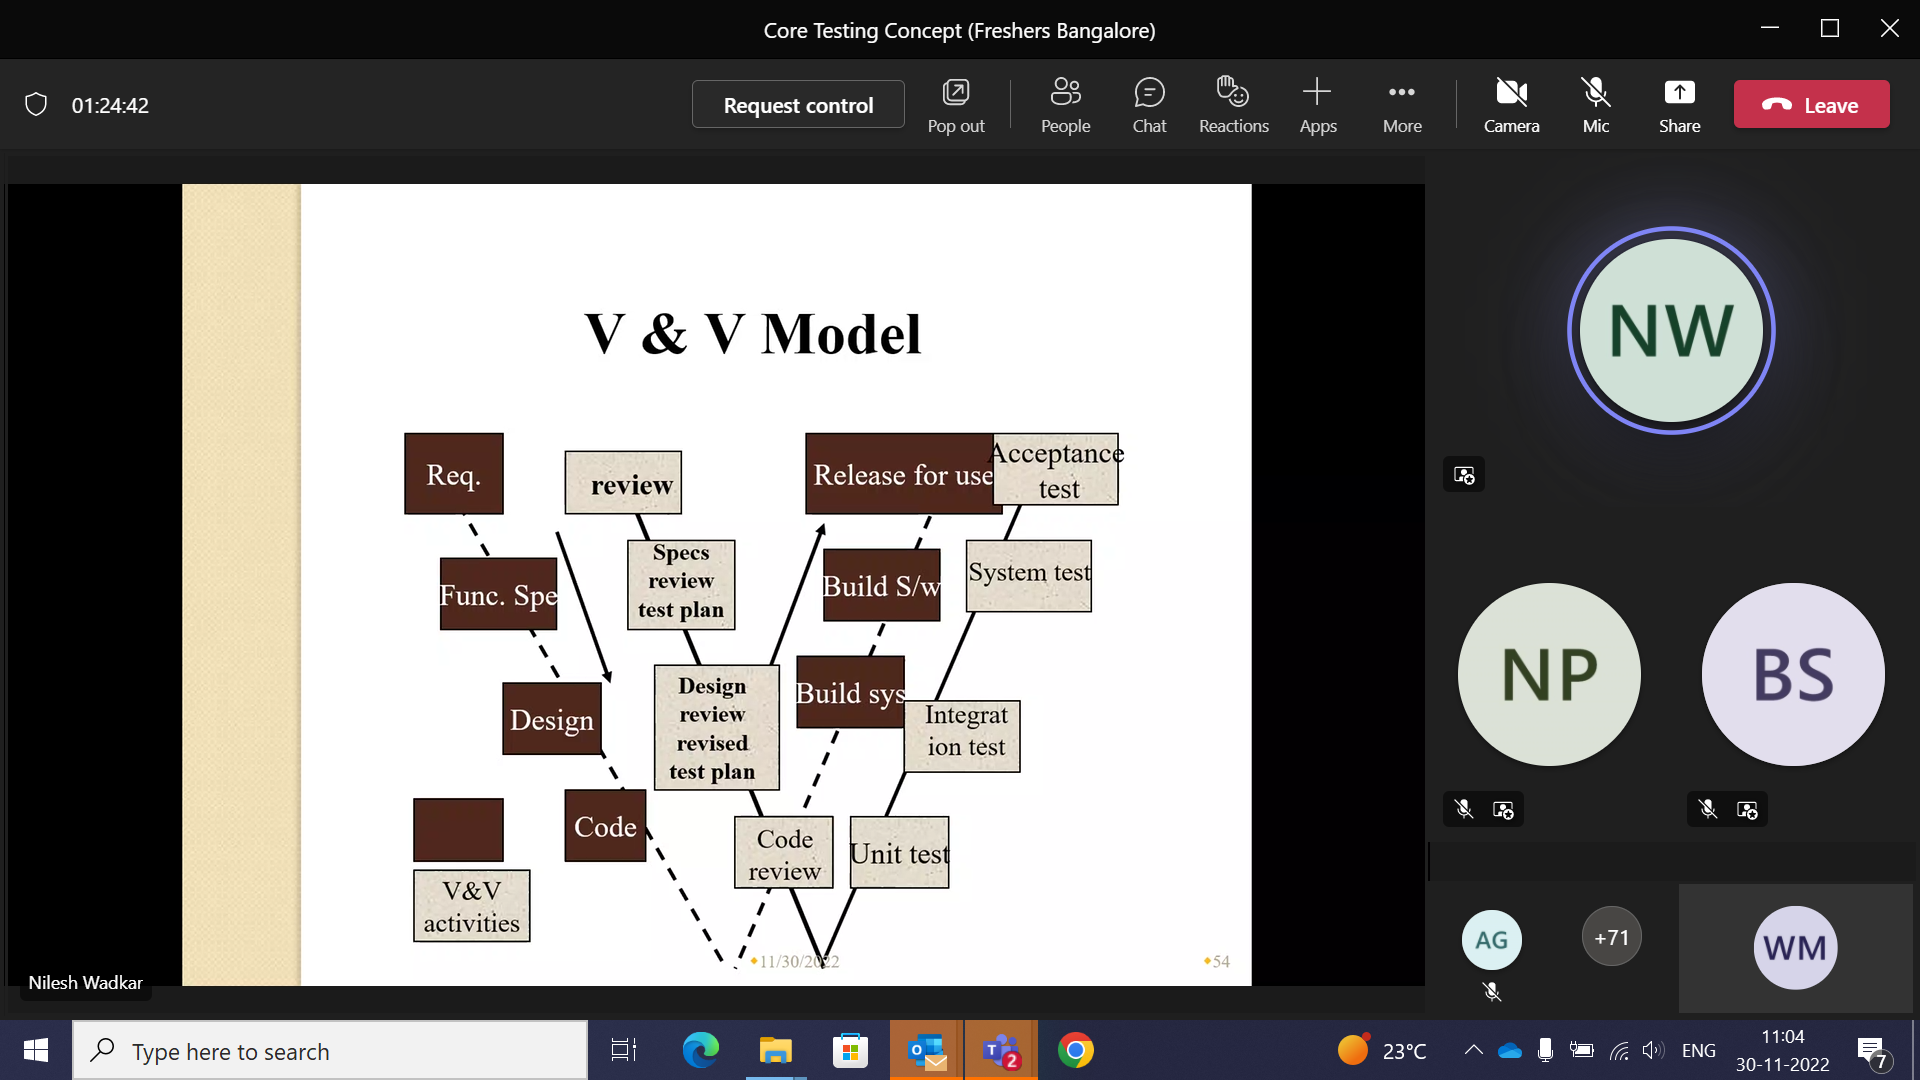 Core Testing Concept (Freshers Bangalore)
01:24:42
Request control
Pop out
People
Chat
Reactions
Apps
More
Camera
Mic
Share
Leave
V & V Model
Req.
review
Release for use
Acceptance
test
Func. Spe
Specs
review
test plan
Build S/w
System test
Design
Design
review
revised
test plan
Build sys
Integrat
ion test
Code
Code
review
Unit test
V&V
activities
11/30/2022
54
Nilesh Wadkar
NW
NP
BS
AG
+71
WM
Type here to search
2
23°C
ENG
11:04
30-11-2022
7